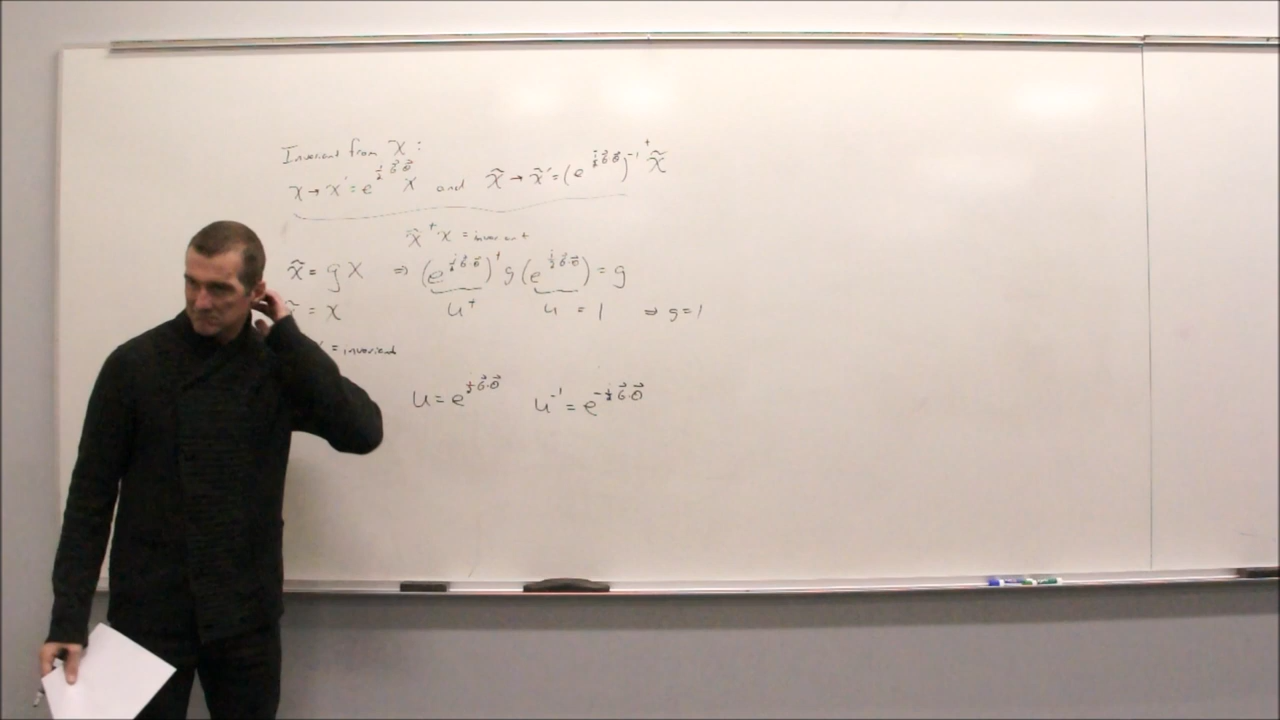 Invariant from χ :
χ → χ' = e^{i/2 σ⃗·θ⃗} χ and χ̃ → χ̃' = (e^{i/2 σ⃗·θ⃗})^{-1 †} χ̃
χ̃^† χ = invariant
χ̃ = g χ ⇒ (e^{i/2 σ⃗·θ⃗})^† g (e^{i/2 σ⃗·θ⃗}) = g
= χ u^† u = 1 ⇒ g = 1
= invariant
u = e^{i/2 σ⃗·θ⃗} u^{-1} = e^{-i/2 σ⃗·θ⃗}